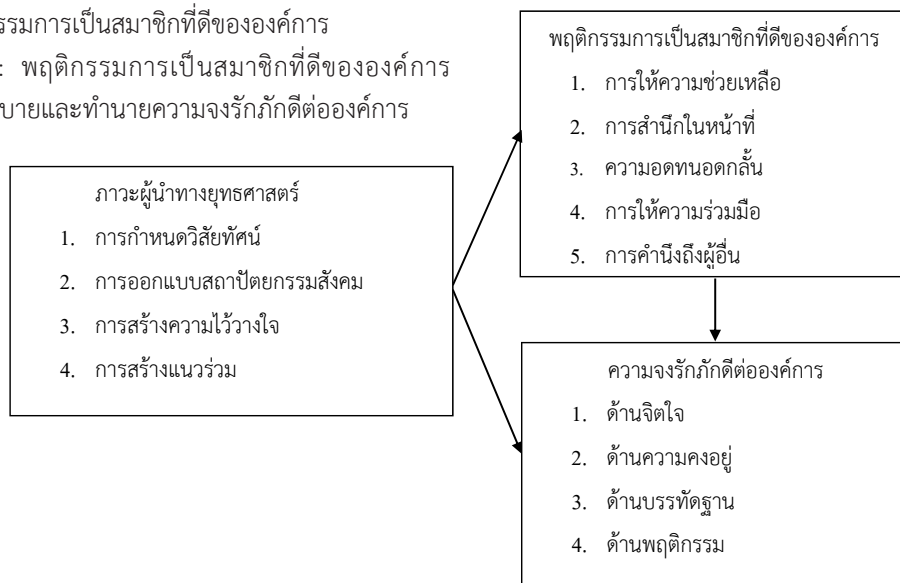 รรมการเป็นสมาชิกที่ดีขององค์การ
: พฤติกรรมการเป็นสมาชิกที่ดีขององค์การ
บายและทำนายความจงรักภักดีต่อองค์การ
ภาวะผู้นำทางยุทธศาสตร์
1. การกำหนดวิสัยทัศน์
2. การออกแบบสถาปัตยกรรมสังคม
3. การสร้างความไว้วางใจ
4. การสร้างแนวร่วม
พฤติกรรมการเป็นสมาชิกที่ดีขององค์การ
1. การให้ความช่วยเหลือ
2. การสำนึกในหน้าที่
3. ความอดทนอดกลั้น
4. การให้ความร่วมมือ
5. การคำนึงถึงผู้อื่น
ความจงรักภักดีต่อองค์การ
1. ด้านจิตใจ
2. ด้านความคงอยู่
3. ด้านบรรทัดฐาน
4. ด้านพฤติกรรม